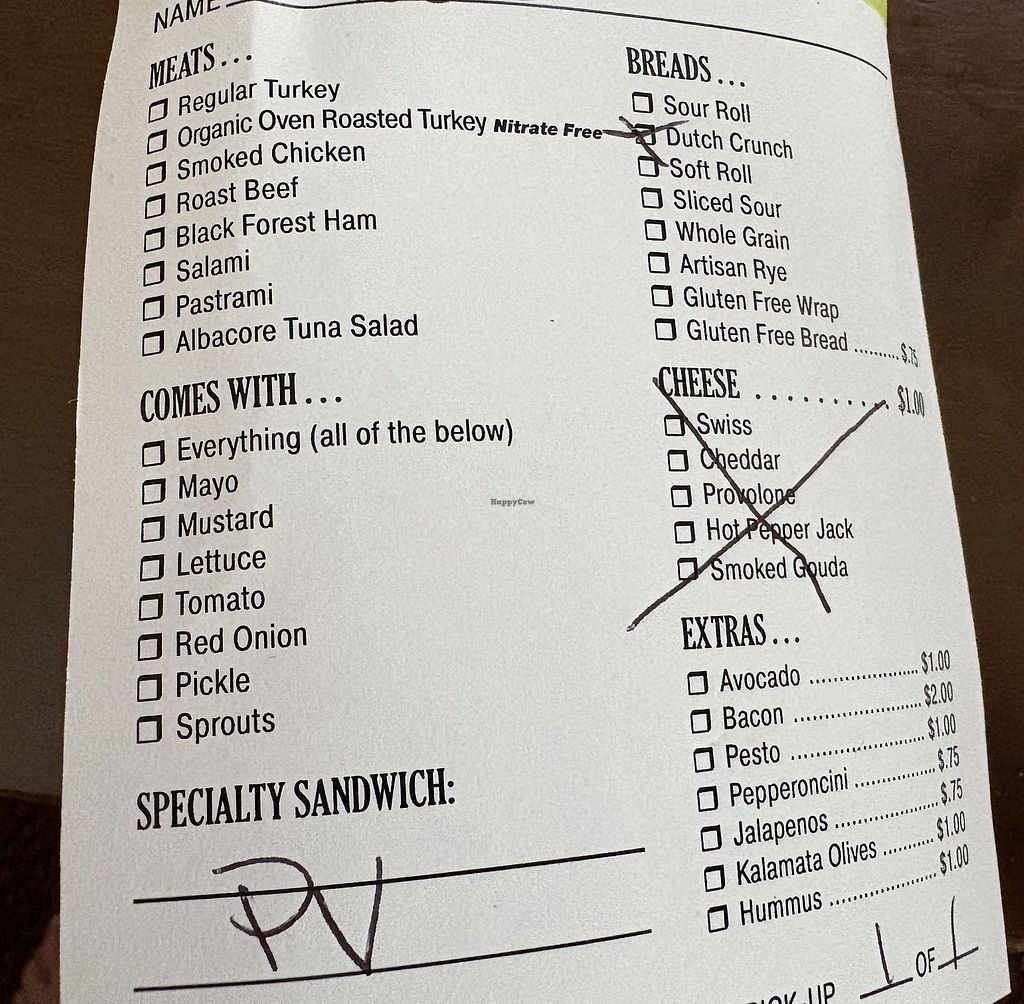 NAME
MEATS...
Regular Turkey
Organic Oven Roasted Turkey Nitrate Free
Smoked Chicken
Roast Beef
Black Forest Ham
Salami
Pastrami
Albacore Tuna Salad
COMES WITH...
Everything (all of the below)
Mayo
Mustard
Lettuce
Tomato
Red Onion
Pickle
Sprouts
SPECIALTY SANDWICH:
PV
BREADS...
Sour Roll
Dutch Crunch
Soft Roll
Sliced Sour
Whole Grain
Artisan Rye
Gluten Free Wrap
Gluten Free Bread ..........$.75
CHEESE .......... $1.00
Swiss
Cheddar
Provolone
Hot Pepper Jack
Smoked Gouda
EXTRAS...
Avocado .....................$1.00
Bacon ........................$2.00
Pesto .........................$1.00
Pepperoncini ...............$.75
Jalapenos ....................$.75
Kalamata Olives ..........$1.00
Hummus ....................$1.00
1 OF 1
PICK-UP
HappyCow